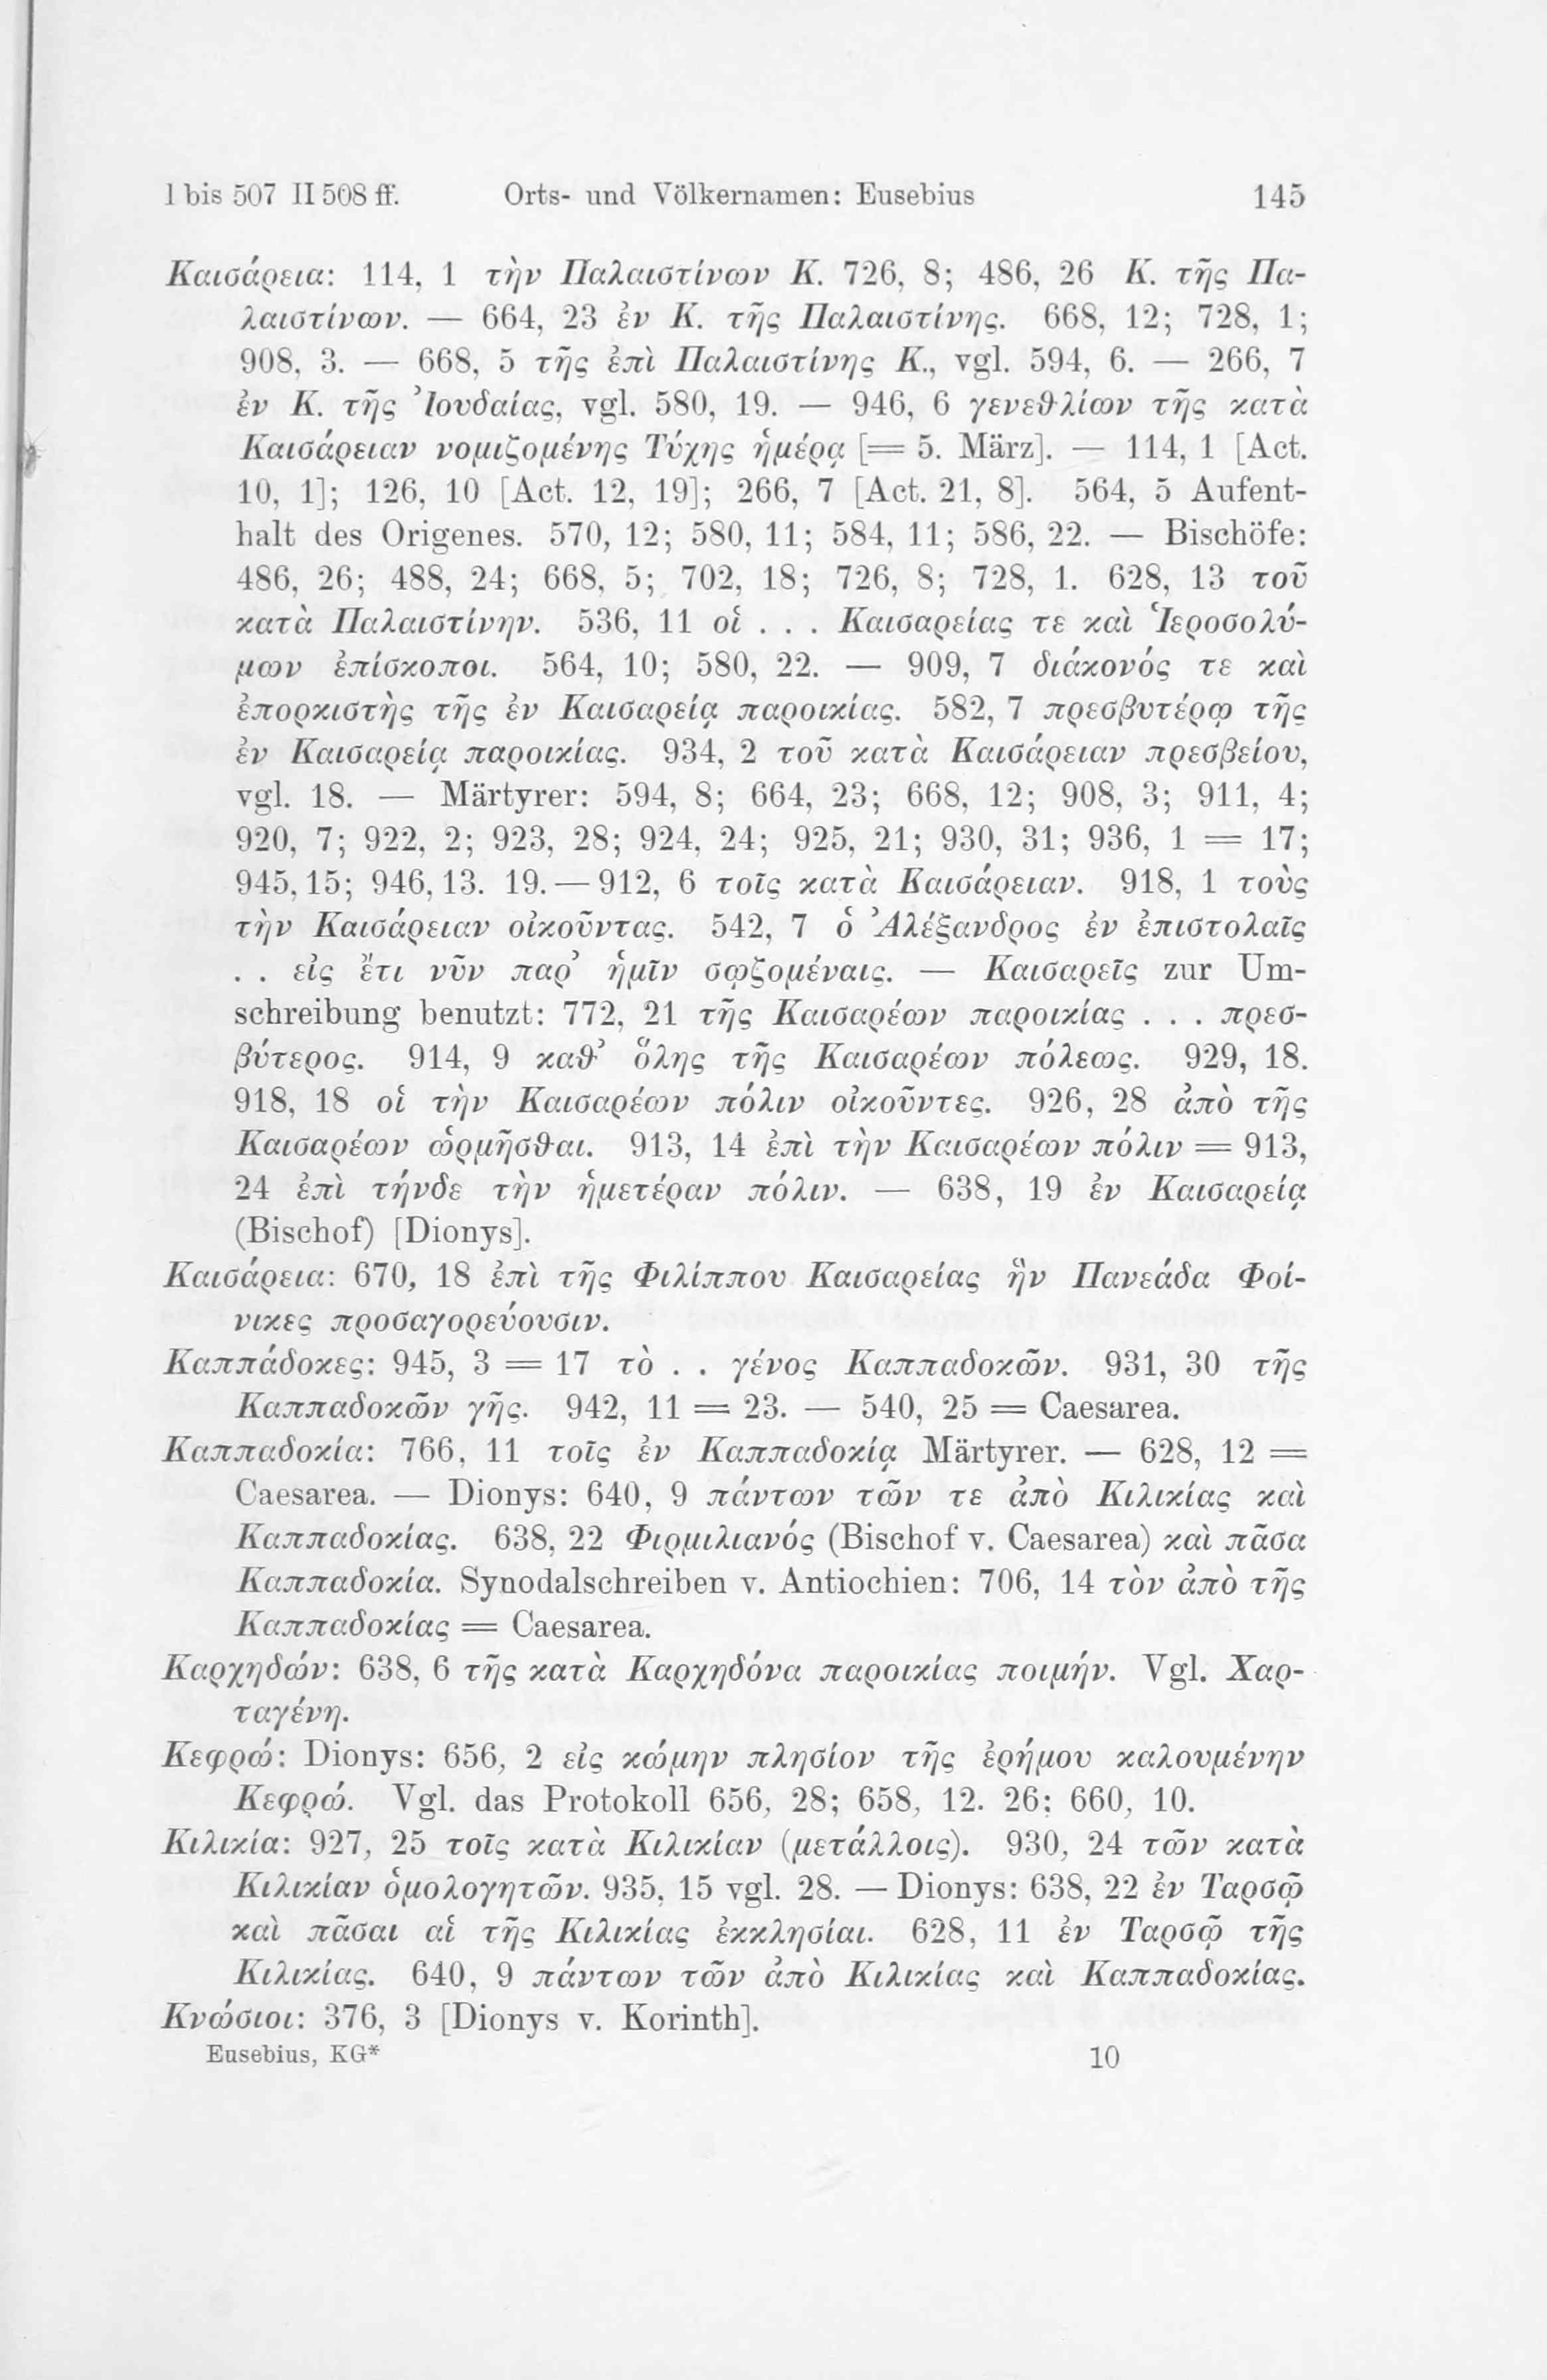 I bis 507 II 508 ff. Orts- und Völkernamen: Eusebius 145
Καισάρεια: 114, 1 τὴν Παλαιστίνων Κ. 726, 8; 486, 26 Κ. τῆς Πα-
λαιστίνων. — 664, 23 ἐν Κ. τῆς Παλαιστίνης. 668, 12; 728, 1;
908, 3. — 668, 5 τῆς ἐπὶ Παλαιστίνης Κ., vgl. 594, 6. — 266, 7
ἐν Κ. τῆς Ἰουδαίας, vgl. 580, 19. — 946, 6 γενεθλίων τῆς κατὰ
Καισάρειαν νομιζομένης Τύχης ἡμέρᾳ [= 5. März]. — 114, 1 [Act.
10, 1]; 126, 10 [Act. 12, 19]; 266, 7 [Act. 21, 8]. 564, 5 Aufent-
halt des Origenes. 570, 12; 580, 11; 584, 11; 586, 22. — Bischöfe:
486, 26; 488, 24; 668, 5; 702, 18; 726, 8; 728, 1. 628, 13 τοῦ
κατὰ Παλαιστίνην. 536, 11 οἱ . . . Καισαρείας τε καὶ Ἱεροσολύ-
μων ἐπίσκοποι. 564, 10; 580, 22. — 909, 7 διάκονός τε καὶ
ἐπορκιστὴς τῆς ἐν Καισαρείᾳ παροικίας. 582, 7 πρεσβυτέρῳ τῆς
ἐν Καισαρείᾳ παροικίας. 934, 2 τοῦ κατὰ Καισάρειαν πρεσβείου,
vgl. 18. — Märtyrer: 594, 8; 664, 23; 668, 12; 908, 3; 911, 4;
920, 7; 922, 2; 923, 28; 924, 24; 925, 21; 930, 31; 936, 1 = 17;
945, 15; 946, 13. 19. — 912, 6 τοῖς κατὰ Καισάρειαν. 918, 1 τοὺς
τὴν Καισάρειαν οἰκοῦντας. 542, 7 ὁ Ἀλέξανδρος ἐν ἐπιστολαῖς
. . εἰς ἔτι νῦν παρ᾽ ἡμῖν σῳζομέναις. — Καισαρεῖς zur Um-
schreibung benutzt: 772, 21 τῆς Καισαρέων παροικίας . . . πρεσ-
βύτερος. 914, 9 καθ᾽ ὅλης τῆς Καισαρέων πόλεως. 929, 18.
918, 18 οἱ τὴν Καισαρέων πόλιν οἰκοῦντες. 926, 28 ἀπὸ τῆς
Καισαρέων ὡρμῆσθαι. 913, 14 ἐπὶ τὴν Καισαρέων πόλιν = 913,
24 ἐπὶ τήνδε τὴν ἡμετέραν πόλιν. — 638, 19 ἐν Καισαρείᾳ
(Bischof) [Dionys].
Καισάρεια: 670, 18 ἐπὶ τῆς Φιλίππου Καισαρείας ἣν Πανεάδα Φοί-
νικες προσαγορεύουσιν.
Καππάδοκες: 945, 3 = 17 τὸ . . γένος Καππαδοκῶν. 931, 30 τῆς
Καππαδοκῶν γῆς. 942, 11 = 23. — 540, 25 = Caesarea.
Καππαδοκία: 766, 11 τοῖς ἐν Καππαδοκίᾳ Märtyrer. — 628, 12 =
Caesarea. — Dionys: 640, 9 πάντων τῶν τε ἀπὸ Κιλικίας καὶ
Καππαδοκίας. 638, 22 Φιρμιλιανός (Bischof v. Caesarea) καὶ πᾶσα
Καππαδοκία. Synodalschreiben v. Antiochien: 706, 14 τὸν ἀπὸ τῆς
Καππαδοκίας = Caesarea.
Καρχηδών: 638, 6 τῆς κατὰ Καρχηδόνα παροικίας ποιμήν. Vgl. Χαρ-
ταγένη.
Κεφρώ: Dionys: 656, 2 εἰς κώμην πλησίον τῆς ἐρήμου καλουμένην
Κεφρώ. Vgl. das Protokoll 656, 28; 658, 12. 26; 660, 10.
Κιλικία: 927, 25 τοῖς κατὰ Κιλικίαν (μετάλλοις). 930, 24 τῶν κατὰ
Κιλικίαν ὁμολογητῶν. 935, 15 vgl. 28. — Dionys: 638, 22 ἐν Ταρσῷ
καὶ πᾶσαι αἱ τῆς Κιλικίας ἐκκλησίαι. 628, 11 ἐν Ταρσῷ τῆς
Κιλικίας. 640, 9 πάντων τῶν ἀπὸ Κιλικίας καὶ Καππαδοκίας.
Κνώσιοι: 376, 3 [Dionys v. Korinth].
Eusebius, KG* 10